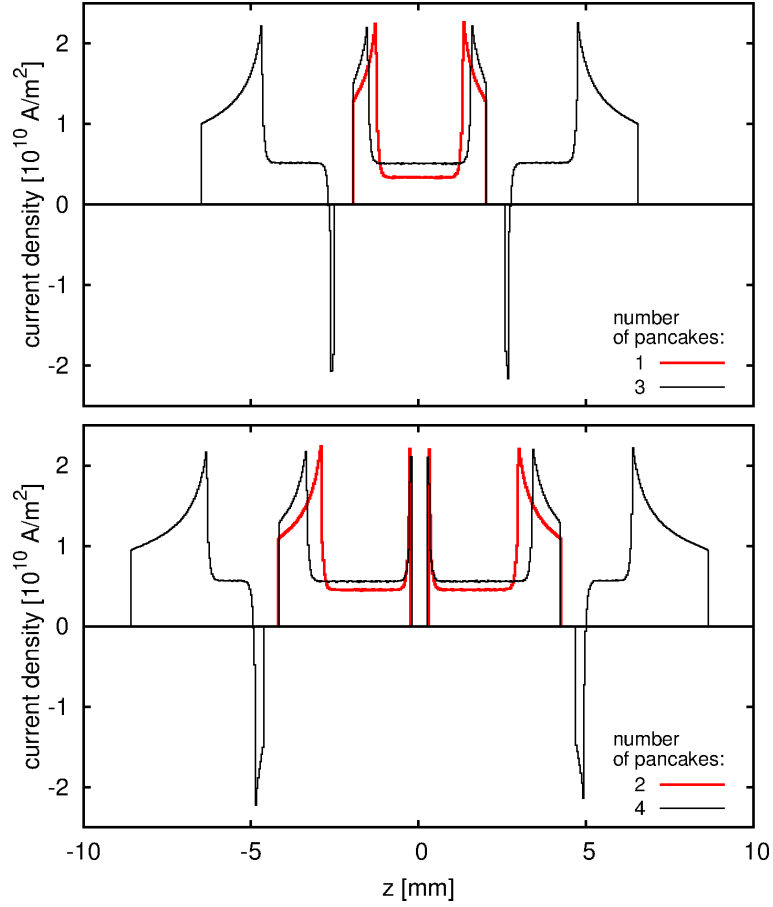 2
1
0
-1
-2
current density [10^10 A/m^2]
number
of pancakes:
1
3
2
1
0
-1
-2
current density [10^10 A/m^2]
number
of pancakes:
2
4
-10 -5 0 5 10
z [mm]